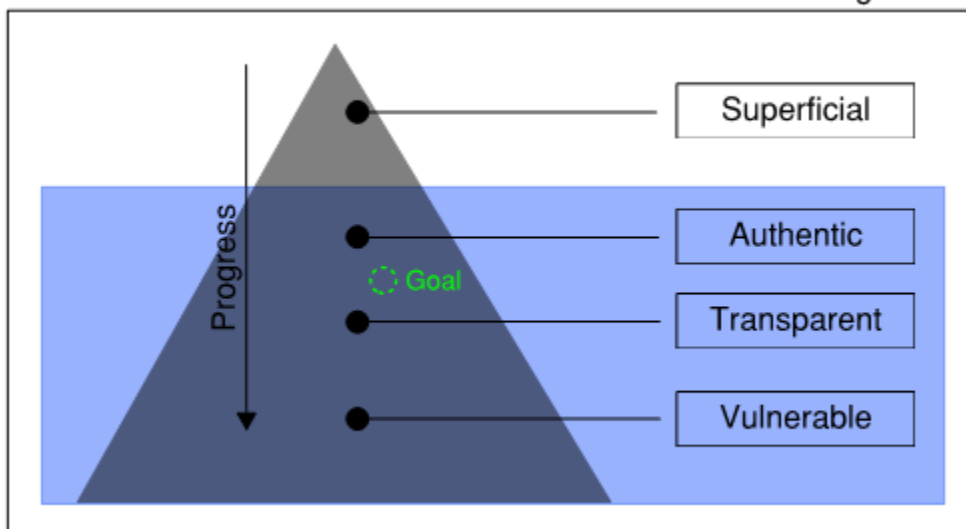 Superficial
Authentic
Goal
Progress
Transparent
Vulnerable